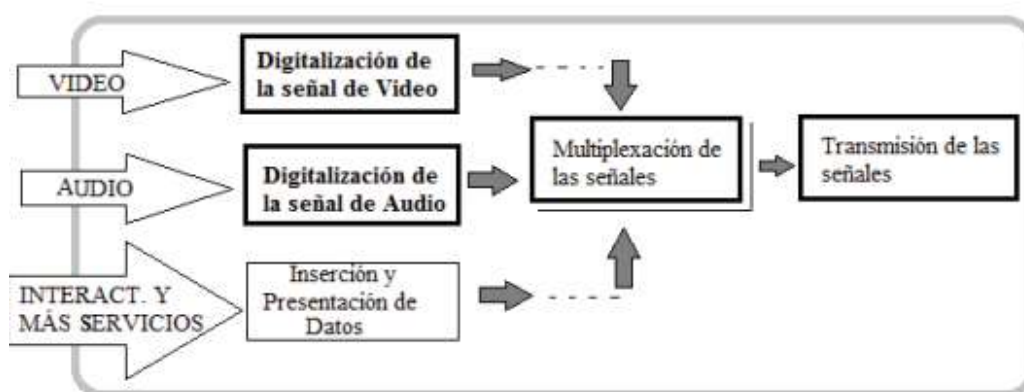 VIDEO
Digitalización de
la señal de Video
AUDIO
Digitalización de
la señal de Audio
INTERACT. Y
MÁS SERVICIOS
Inserción y
Presentación de
Datos
Multiplexación de
las señales
Transmisión de las
señales